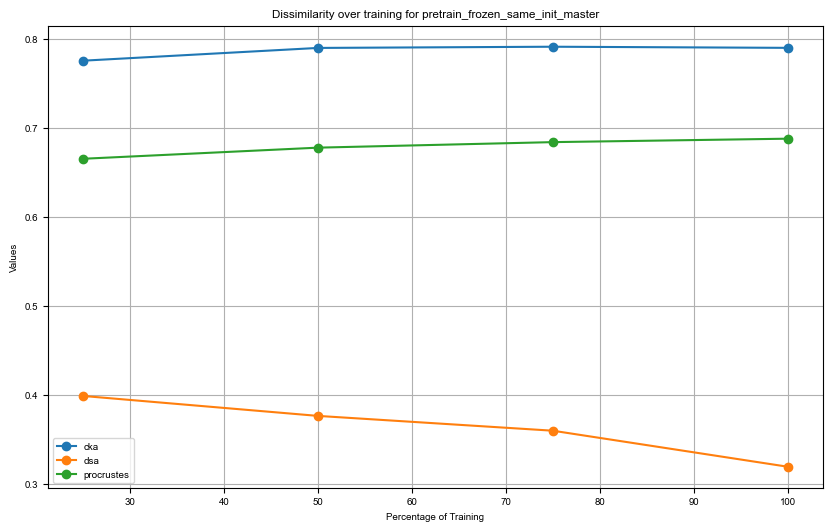 Dissimilarity over training for pretrain_frozen_same_init_master
Values
0.8
0.7
0.6
0.5
0.4
0.3
cka
dsa
procrustes
30 40 50 60 70 80 90 100
Percentage of Training